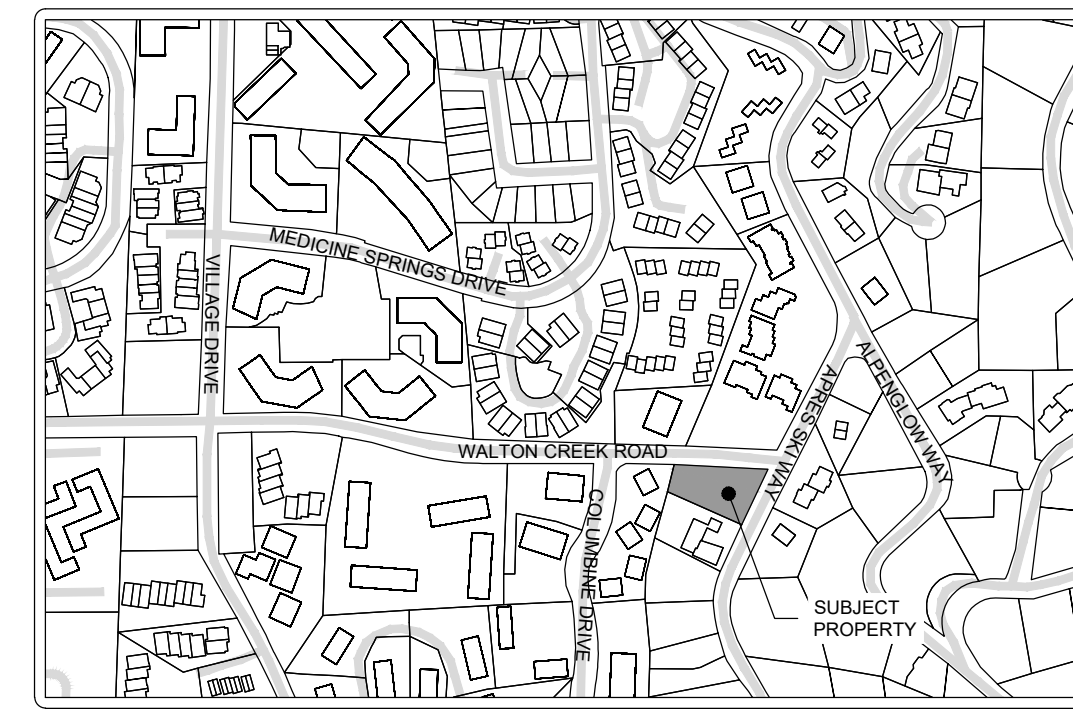 MEDICINE SPRINGS DRIVE
VILLAGE DRIVE
APRES SKI WAY
ALPENGLOW WAY
WALTON CREEK ROAD
COLUMBINE DRIVE
SUBJECT
PROPERTY